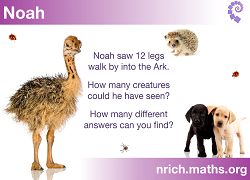 Noah
Noah saw 12 legs
walk by into the Ark.
How many creatures
could he have seen?
How many different
answers can you find?
nrich.maths.org